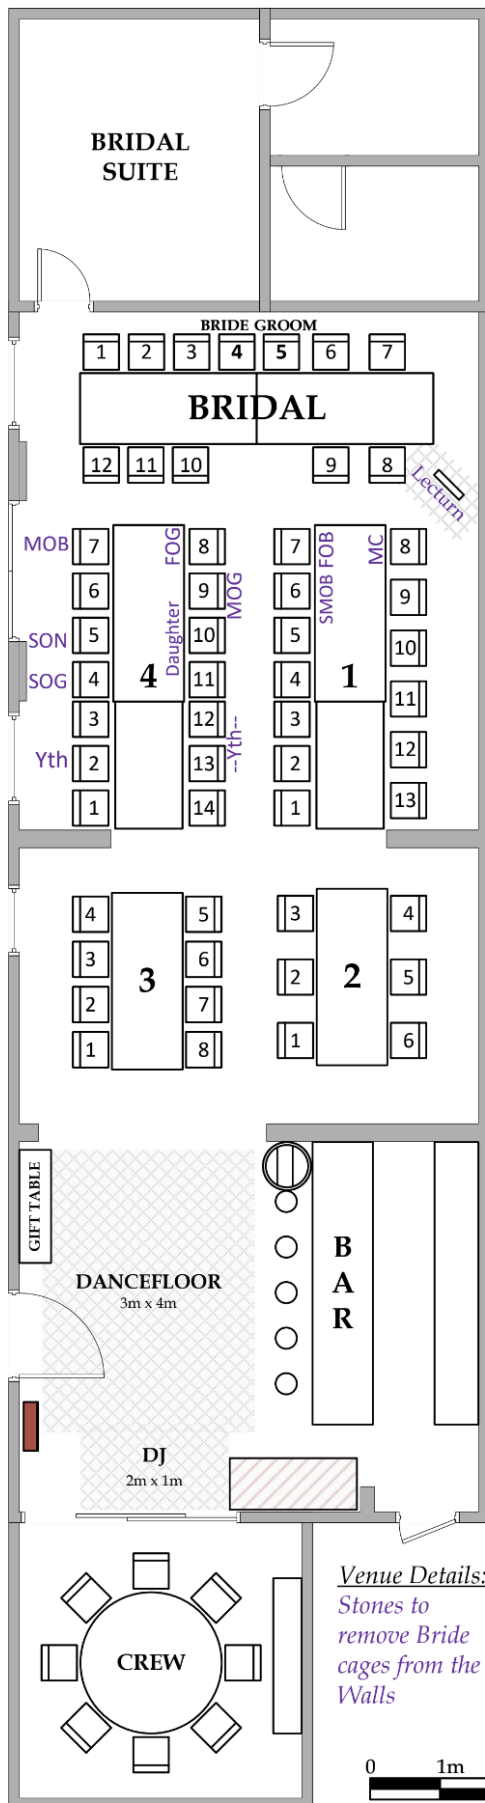 BRIDAL
SUITE
BRIDE GROOM
1 2 3 4 5 6 7
BRIDAL
12 11 10 9 8
Lecturn
MOB 7 FOG 8 7 FOB MC 8
6 9 MOG 6 SMOB 9
SON 5 Daughter 10 5 10
SOG 4 4 11 4 1 11
3 12 3
Yth 2 13 --Yth-- 2 12
1 14 1 13
4 5 3 4
3 6
3 2 5
2 7 2
1 8 1 6
GIFT TABLE
DANCEFLOOR
3m x 4m
B
A
R
DJ
2m x 1m
CREW
Venue Details:
Stones to
remove Bride
cages from the
Walls
0 1m